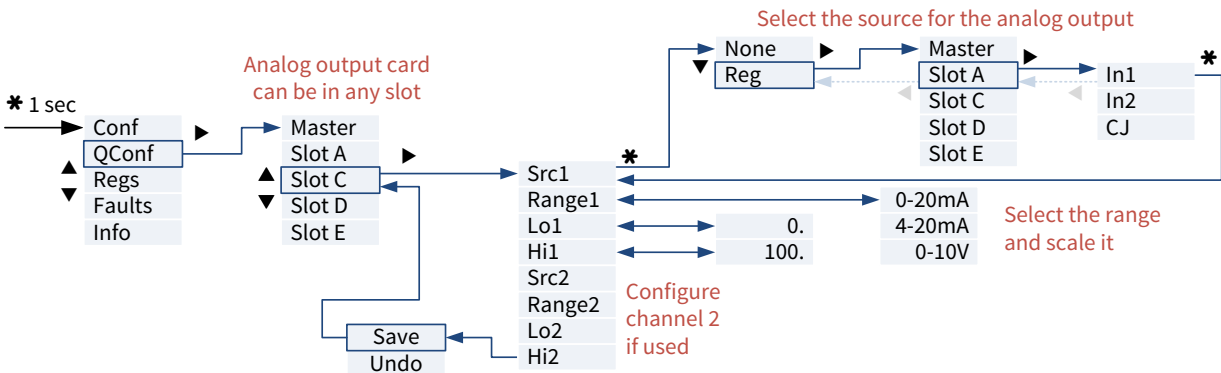 Select the source for the analog output
Analog output card
can be in any slot
✱ 1 sec
Conf
QConf
Regs
Faults
Info
Master
Slot A
Slot C
Slot D
Slot E
Src1
Range1
Lo1
Hi1
Src2
Range2
Lo2
Hi2
Save
Undo
✱
None
Reg
Master
Slot A
Slot C
Slot D
Slot E
In1
In2
CJ
✱
0.
100.
0-20mA
4-20mA
0-10V
Select the range
and scale it
Configure
channel 2
if used